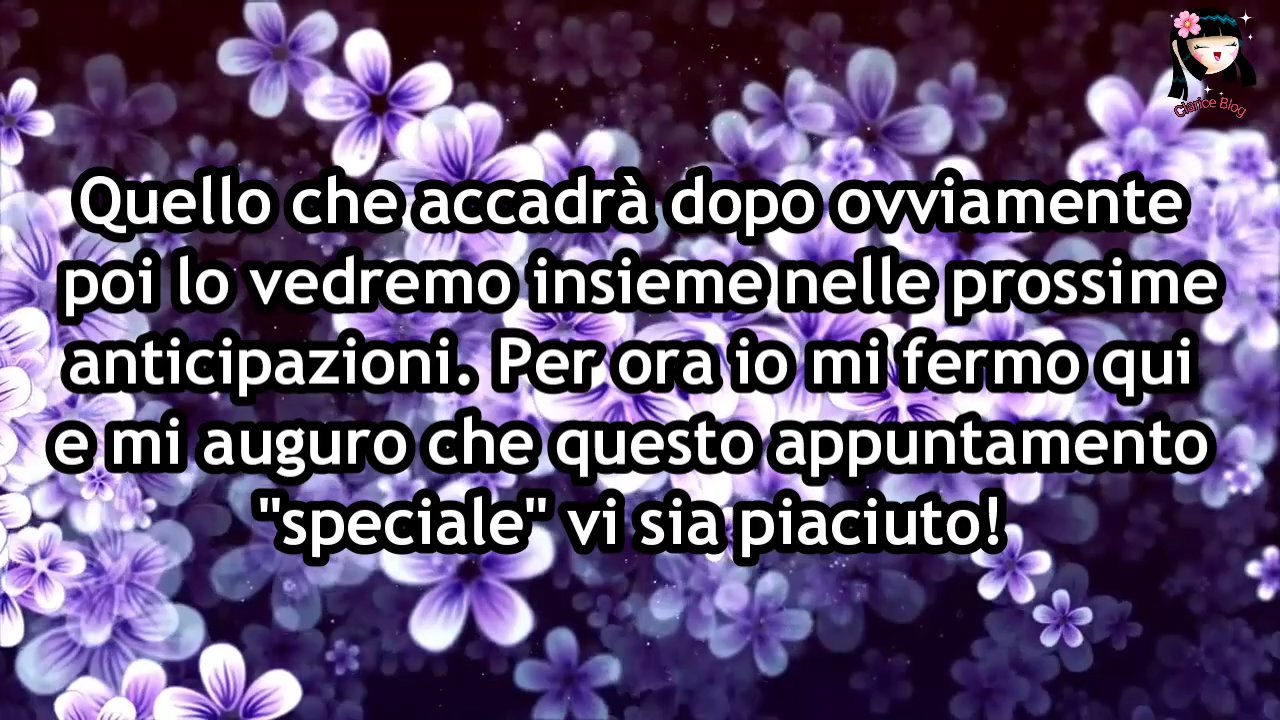 Clarice Blog
Quello che accadrà dopo ovviamente
poi lo vedremo insieme nelle prossime
anticipazioni. Per ora io mi fermo qui
e mi auguro che questo appuntamento
"speciale" vi sia piaciuto!